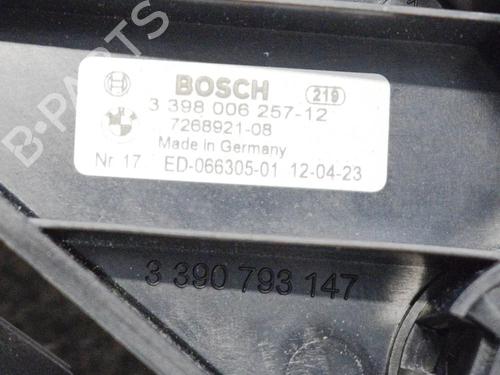 B-PARTS
BOSCH 219
3 398 006 257-12
7268921-08
Made in Germany
Nr 17 ED-066305-01 12-04-23
3 390 793 147